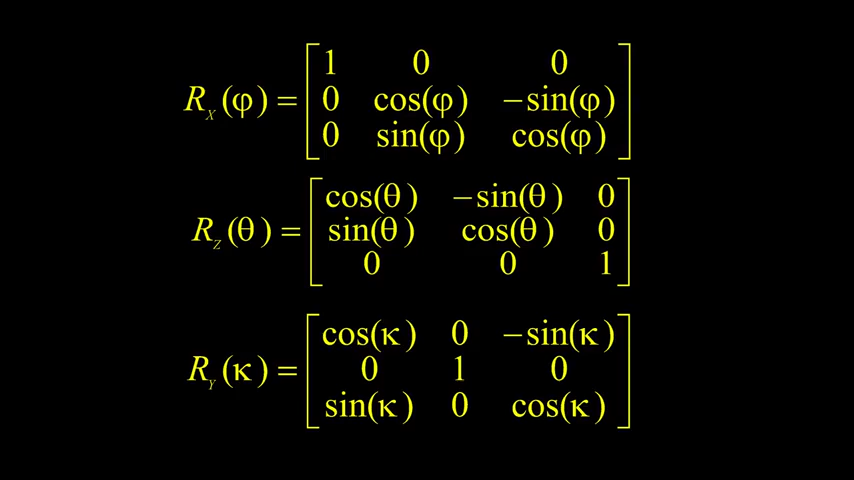 R_X(φ) = [ 1 0 0
0 cos(φ) −sin(φ)
0 sin(φ) cos(φ) ]
R_Z(θ) = [ cos(θ) −sin(θ) 0
sin(θ) cos(θ) 0
0 0 1 ]
R_Y(κ) = [ cos(κ) 0 −sin(κ)
0 1 0
sin(κ) 0 cos(κ) ]